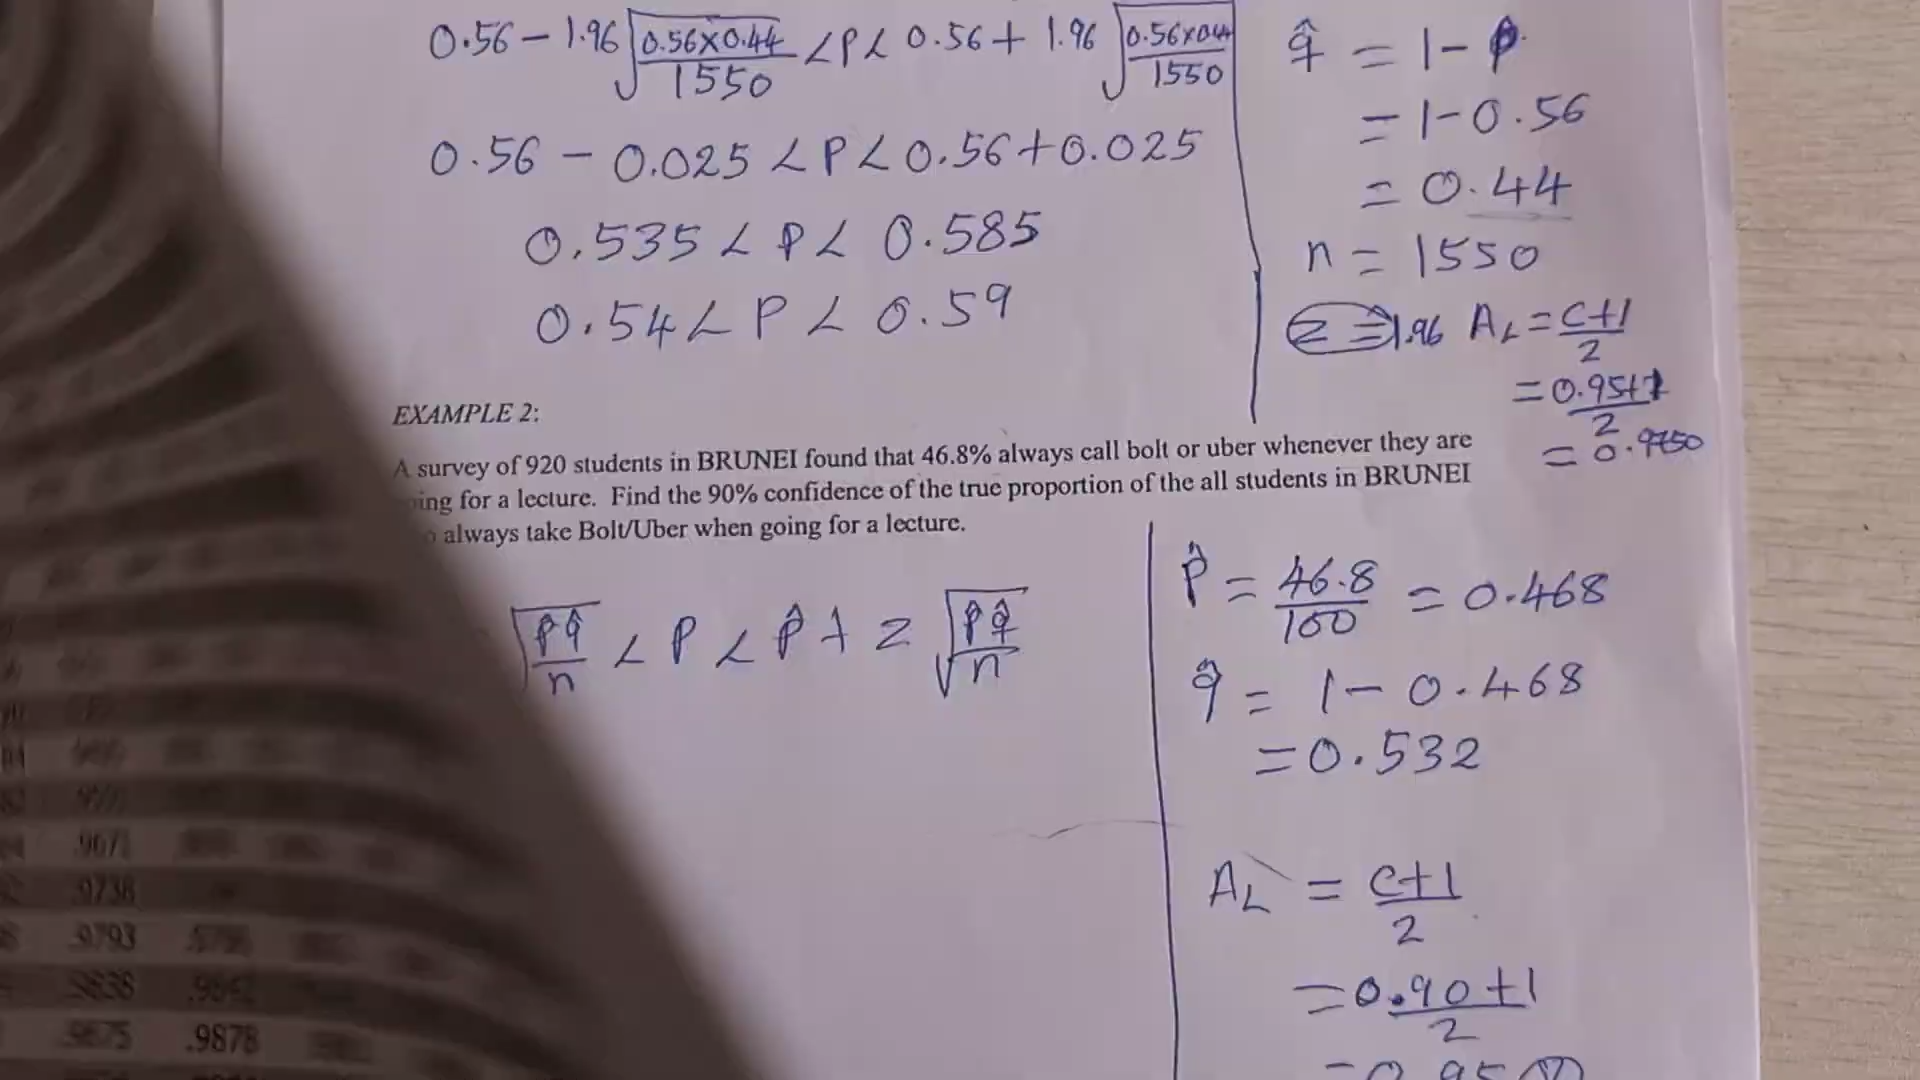 0.56 - 1.96 √0.56×0.44/1550 < P < 0.56 + 1.96 √0.56×0.44/1550
0.56 - 0.025 < P < 0.56 + 0.025
0.535 < P < 0.585
0.54 < P < 0.59
q̂ = 1 - p
= 1 - 0.56
= 0.44
n = 1550
z = 1.96 A_L = c+1/2
= 0.95+1/2
= 0.9750
EXAMPLE 2:
A survey of 920 students in BRUNEI found that 46.8% always call bolt or uber whenever they are
ing for a lecture. Find the 90% confidence of the true proportion of the all students in BRUNEI
always take Bolt/Uber when going for a lecture.
√p̂q̂/n < P < p̂ + z √p̂q̂/n
p̂ = 46.8/100 = 0.468
q̂ = 1 - 0.468
= 0.532
A_L = c+1/2
= 0.90+1/2
.9671
.9738
.9793
.9838
.9875 .9878